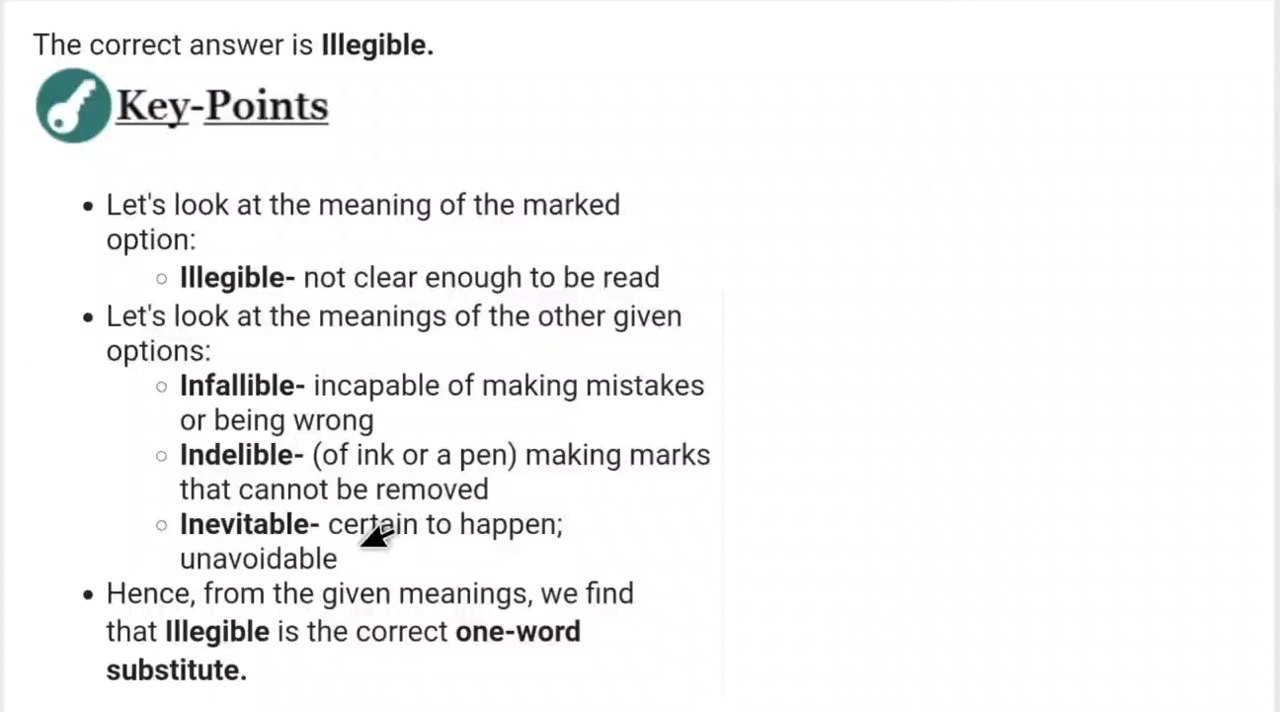 The correct answer is Illegible.
Key-Points
Let's look at the meaning of the marked
option:
Illegible- not clear enough to be read
Let's look at the meanings of the other given
options:
Infallible- incapable of making mistakes
or being wrong
Indelible- (of ink or a pen) making marks
that cannot be removed
Inevitable- certain to happen;
unavoidable
Hence, from the given meanings, we find
that Illegible is the correct one-word
substitute.